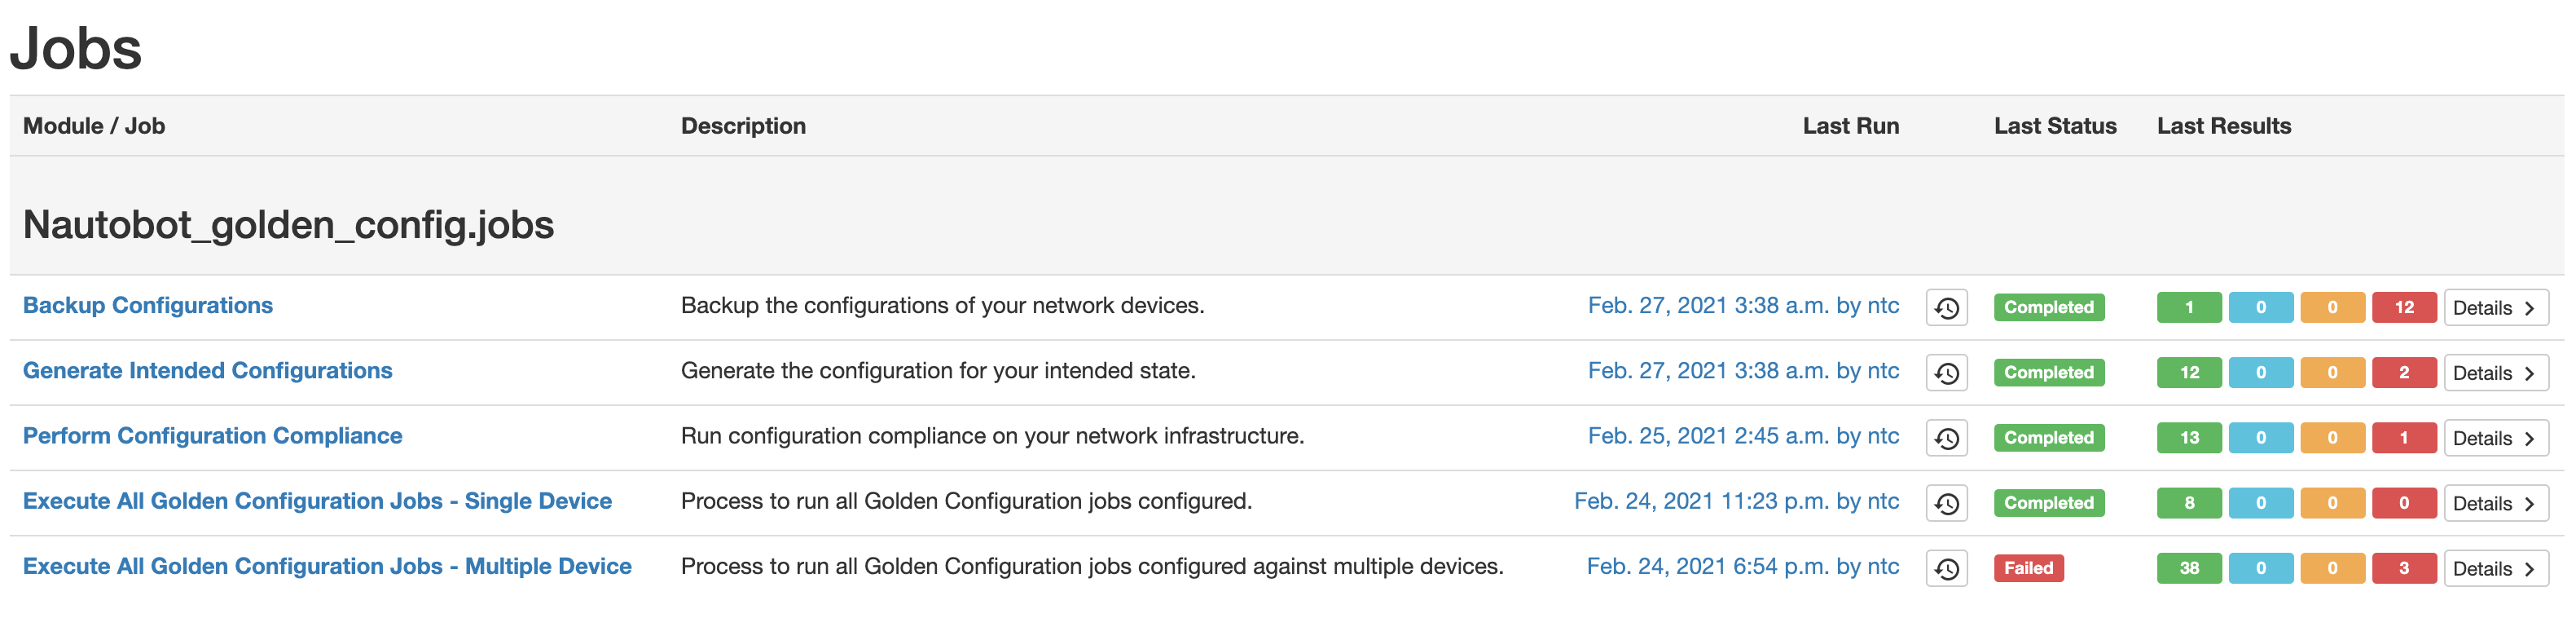 Jobs
Module / Job Description Last Run Last Status Last Results
Nautobot_golden_config.jobs
Backup Configurations Backup the configurations of your network devices. Feb. 27, 2021 3:38 a.m. by ntc Completed 1 0 0 12 Details
Generate Intended Configurations Generate the configuration for your intended state. Feb. 27, 2021 3:38 a.m. by ntc Completed 12 0 0 2 Details
Perform Configuration Compliance Run configuration compliance on your network infrastructure. Feb. 25, 2021 2:45 a.m. by ntc Completed 13 0 0 1 Details
Execute All Golden Configuration Jobs - Single Device Process to run all Golden Configuration jobs configured. Feb. 24, 2021 11:23 p.m. by ntc Completed 8 0 0 0 Details
Execute All Golden Configuration Jobs - Multiple Device Process to run all Golden Configuration jobs configured against multiple devices. Feb. 24, 2021 6:54 p.m. by ntc Failed 38 0 0 3 Details